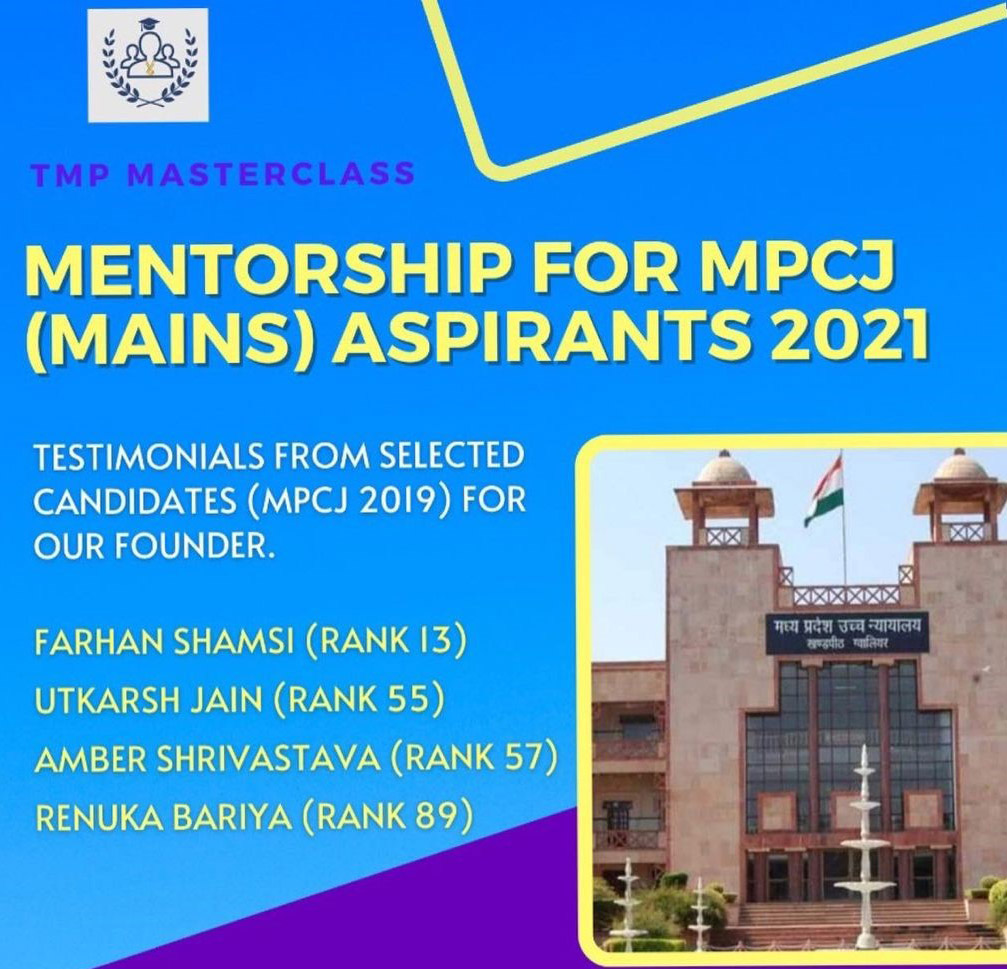 TMP MASTERCLASS
MENTORSHIP FOR MPCJ
(MAINS) ASPIRANTS 2021
TESTIMONIALS FROM SELECTED
CANDIDATES (MPCJ 2019) FOR
OUR FOUNDER.
FARHAN SHAMSI (RANK 13)
UTKARSH JAIN (RANK 55)
AMBER SHRIVASTAVA (RANK 57)
RENUKA BARIYA (RANK 89)
मध्य प्रदेश उच्च न्यायालय
खण्डपीठ ग्वालियर